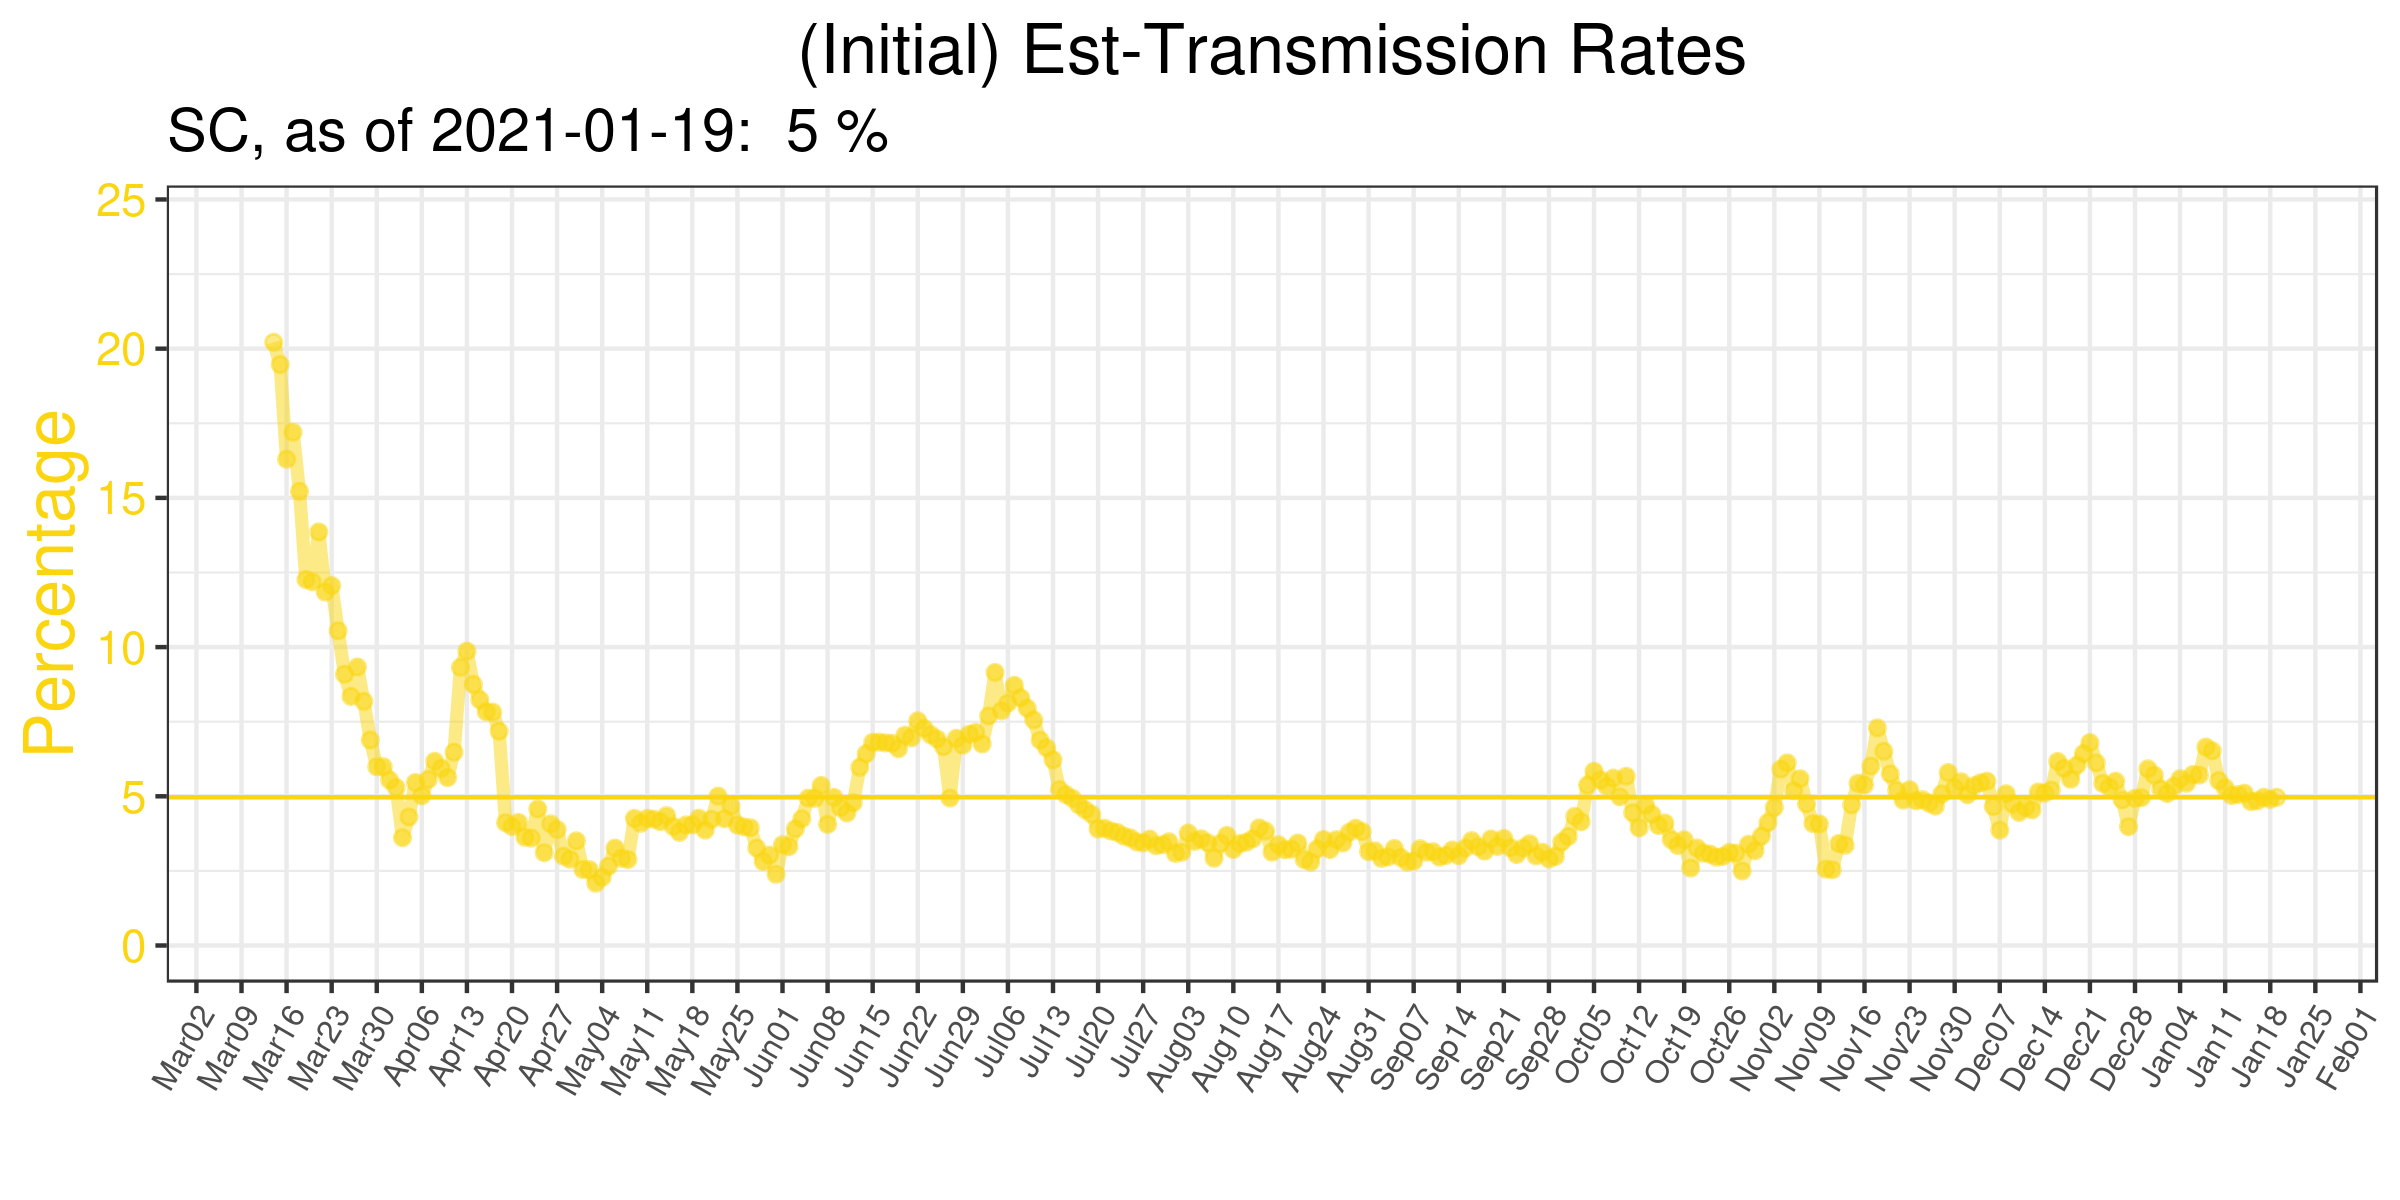 (Initial) Est-Transmission Rates
SC, as of 2021-01-19:  5 %
Percentage
25
20
15
10
5
0
Mar02
Mar09
Mar16
Mar23
Mar30
Apr06
Apr13
Apr20
Apr27
May04
May11
May18
May25
Jun01
Jun08
Jun15
Jun22
Jun29
Jul06
Jul13
Jul20
Jul27
Aug03
Aug10
Aug17
Aug24
Aug31
Sep07
Sep14
Sep21
Sep28
Oct05
Oct12
Oct19
Oct26
Nov02
Nov09
Nov16
Nov23
Nov30
Dec07
Dec14
Dec21
Dec28
Jan04
Jan11
Jan18
Jan25
Feb01